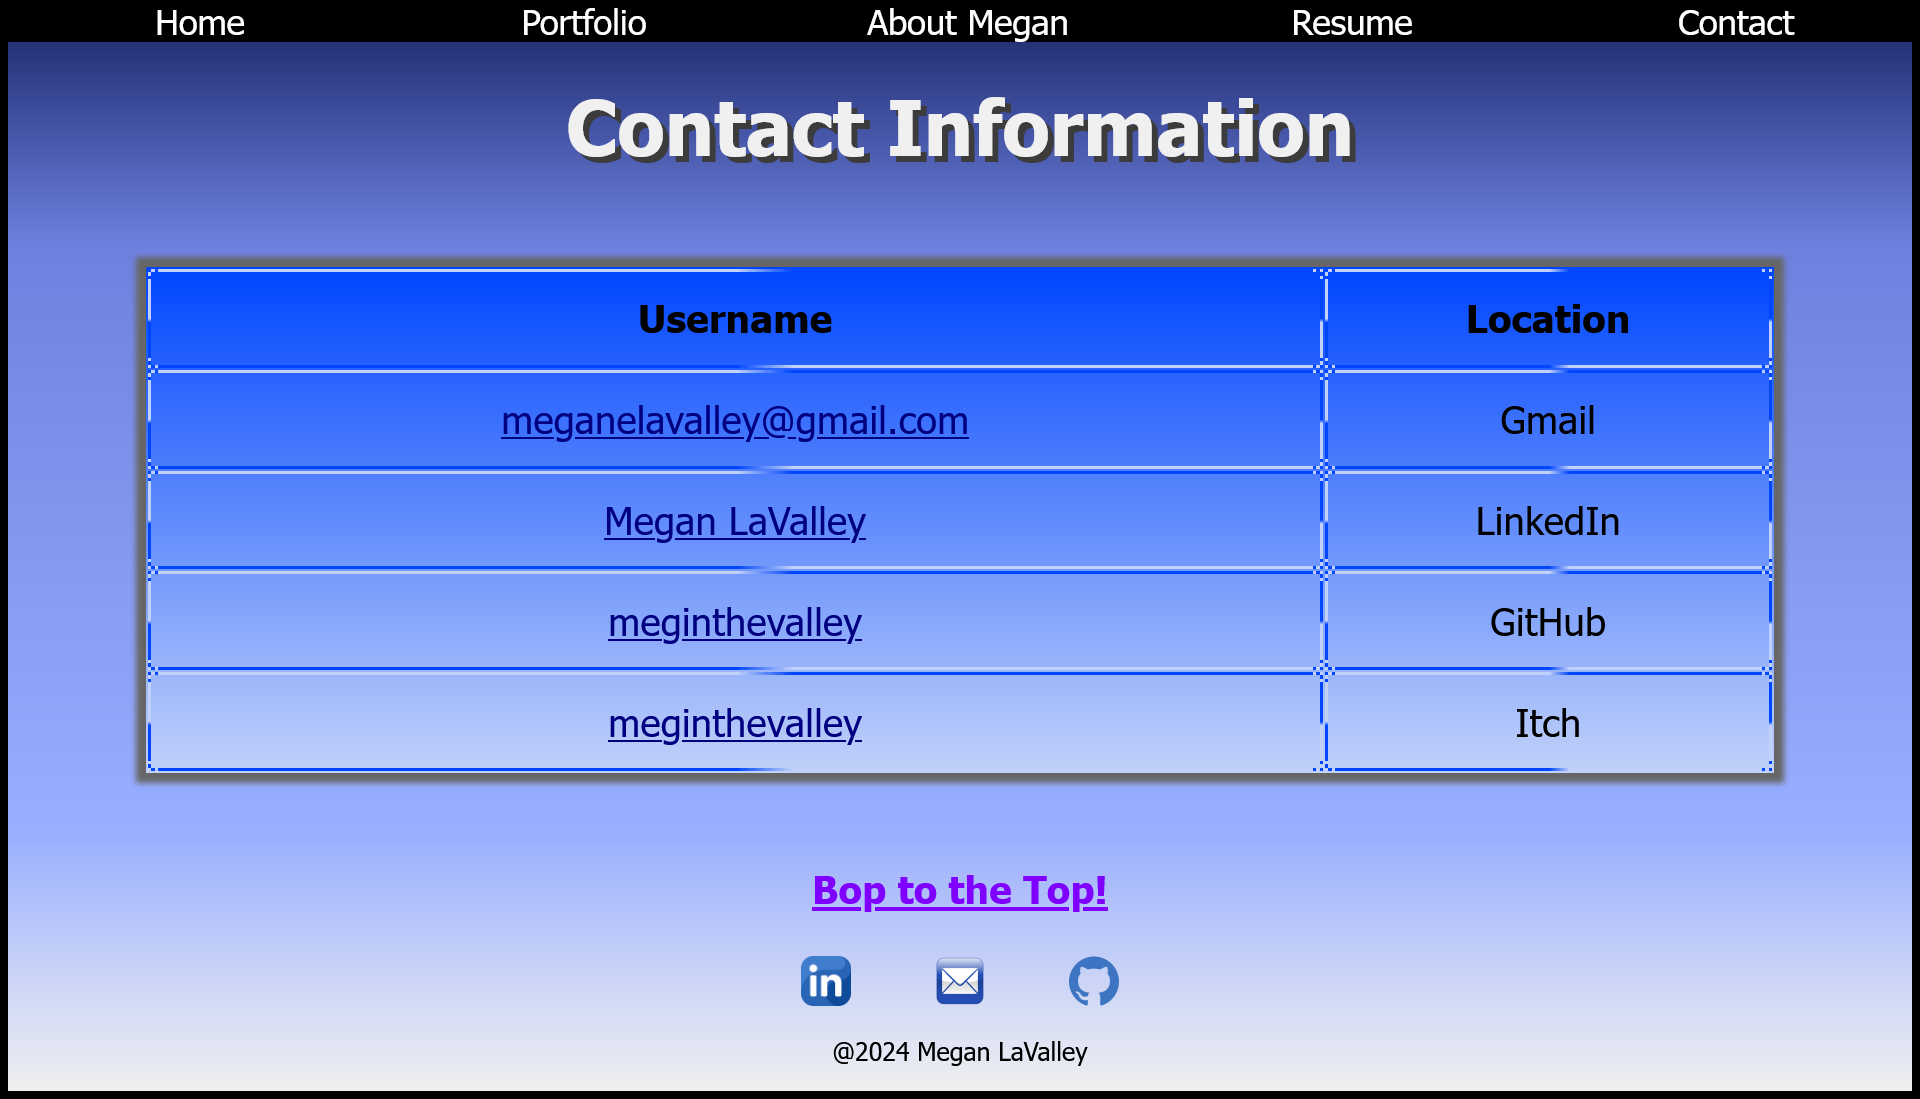 Home Portfolio About Megan Resume Contact
Contact Information
Username Location
meganelavalley@gmail.com Gmail
Megan LaValley LinkedIn
meginthevalley GitHub
meginthevalley Itch
Bop to the Top!
in
@2024 Megan LaValley